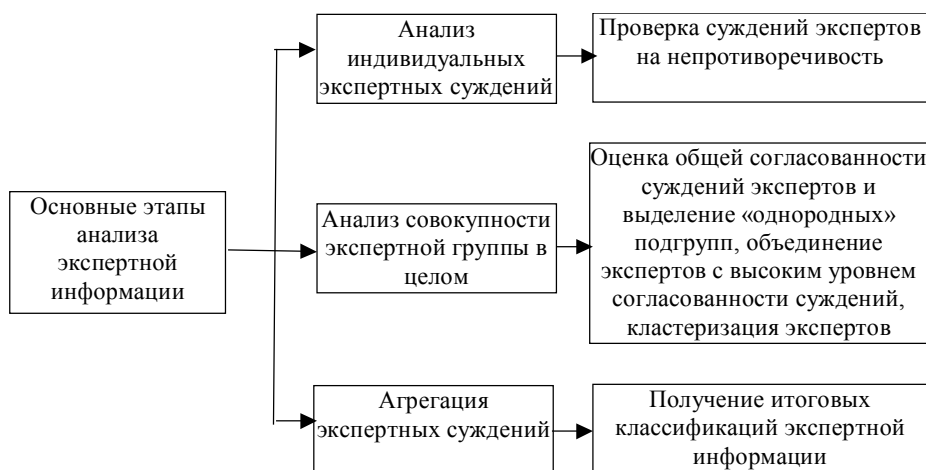 Основные этапы
анализа
экспертной
информации
Анализ
индивидуальных
экспертных суждений
Проверка суждений экспертов
на непротиворечивость
Анализ совокупности
экспертной группы в
целом
Оценка общей согласованности
суждений экспертов и
выделение «однородных»
подгрупп, объединение
экспертов с высоким уровнем
согласованности суждений,
кластеризация экспертов
Агрегация
экспертных суждений
Получение итоговых
классификаций экспертной
информации